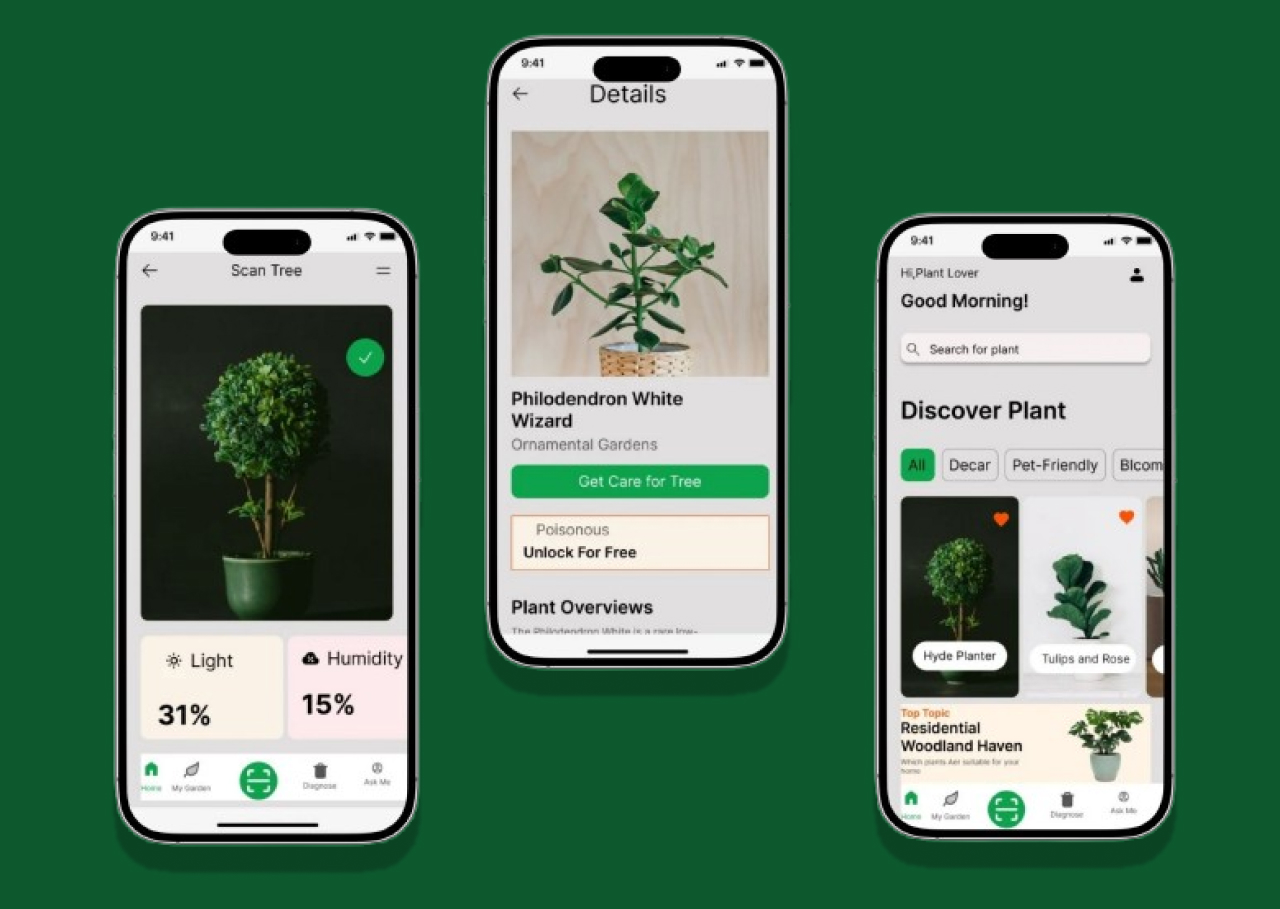 9:41
Scan Tree
Light
31%
Humidity
15%
Home
My Garden
Diagnose
Ask Me
9:41
Details
Philodendron White
Wizard
Ornamental Gardens
Get Care for Tree
Poisonous
Unlock For Free
Plant Overviews
The Philodendron White is a rare low-
9:41
Hi,Plant Lover
Good Morning!
Search for plant
Discover Plant
All
Decar
Pet-Friendly
Bloom
Hyde Planter
Tulips and Rose
Top Topic
Residential
Woodland Haven
Which plants Aer suitable for your
home
Home
My Garden
Diagnose
Ask Me